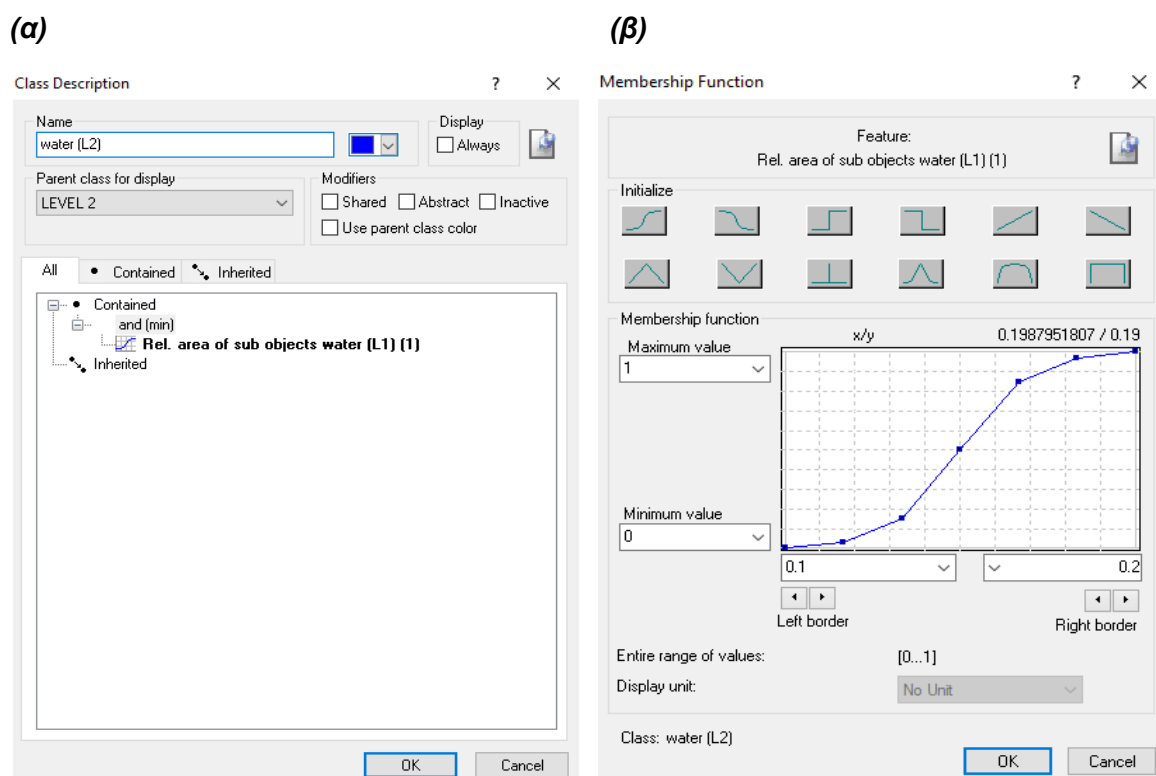 (α)
(β)
Class Description
?
Name
water (L2)
Display
Always
Parent class for display
LEVEL 2
Modifiers
Shared Abstract Inactive
Use parent class color
All Contained Inherited
Contained
and (min)
Rel. area of sub objects water (L1) (1)
Inherited
OK Cancel
Membership Function
?
Feature:
Rel. area of sub objects water (L1) (1)
Initialize
Membership function
x/y 0.1987951807 / 0.19
Maximum value
1
Minimum value
0
0.1 0.2
Left border
Right border
Entire range of values: [0...1]
Display unit: No Unit
Class: water (L2)
OK Cancel